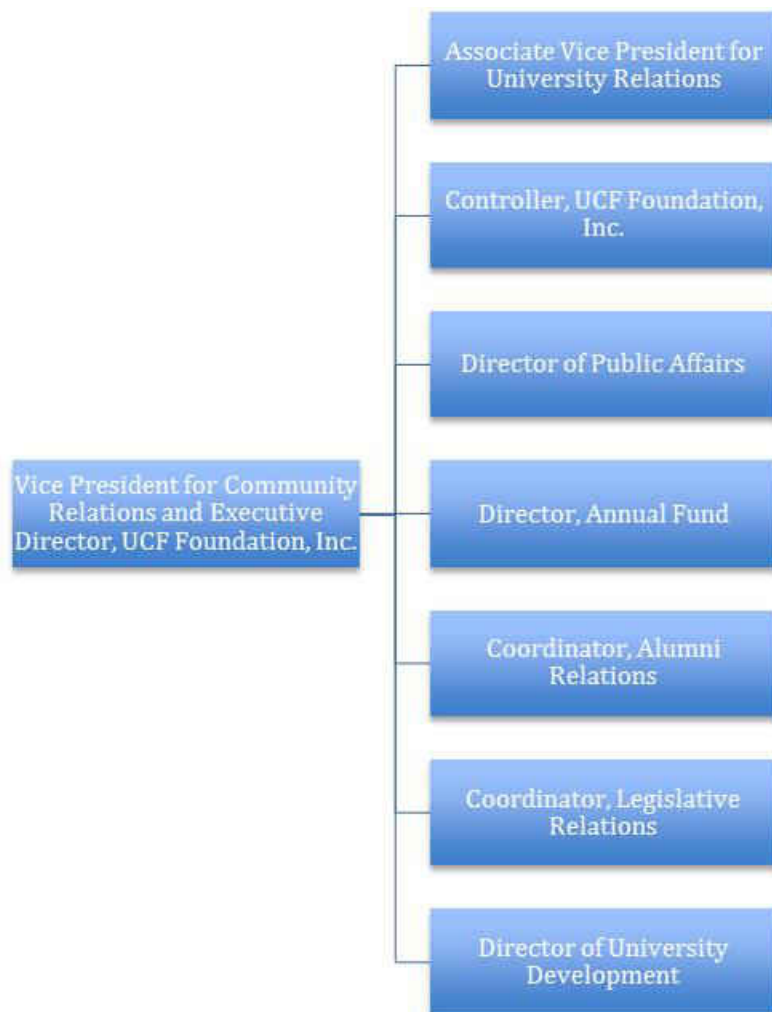 Associate Vice President for
University Relations
Controller, UCF Foundation,
Inc.
Director of Public Affairs
Vice President for Community
Relations and Executive
Director, UCF Foundation, Inc.
Director, Annual Fund
Coordinator, Alumni
Relations
Coordinator, Legislative
Relations
Director of University
Development